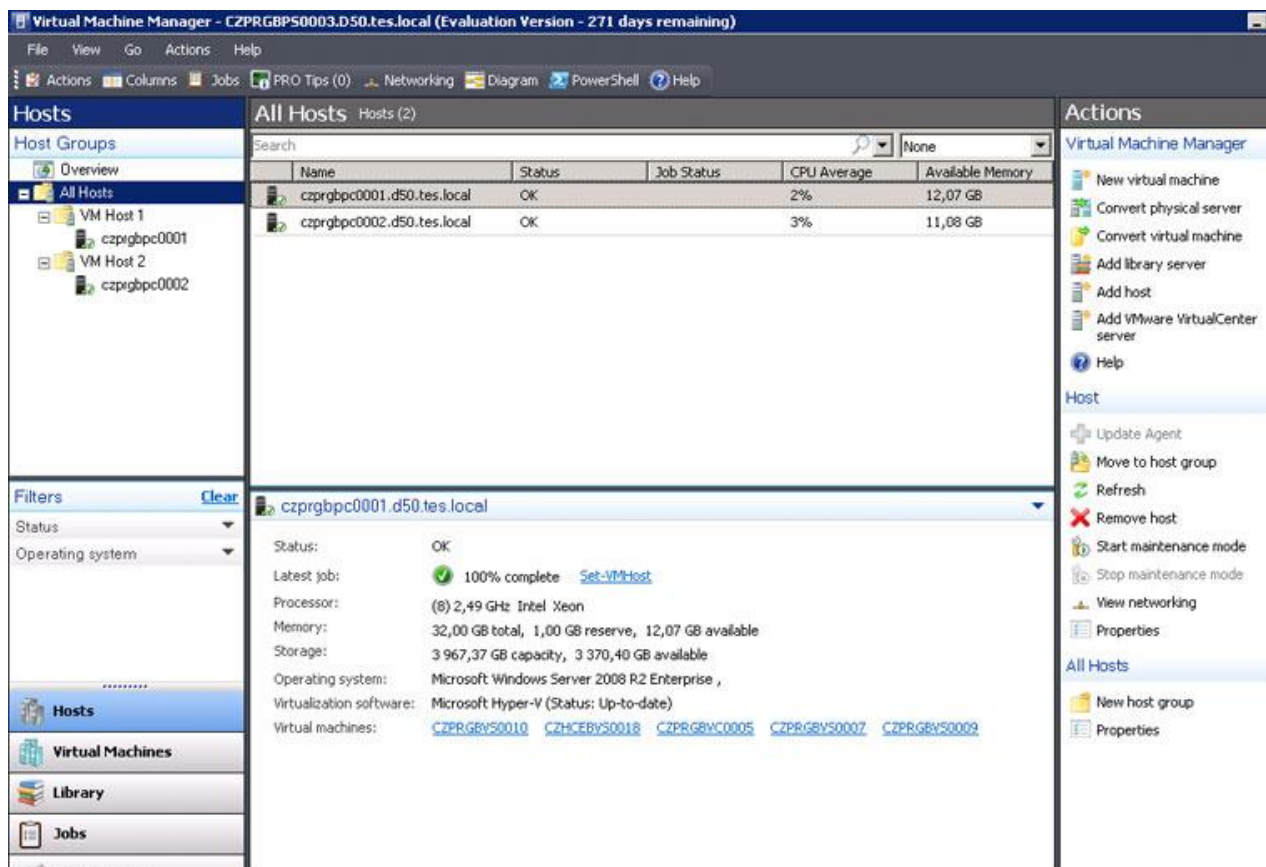 Virtual Machine Manager - CZPRGBPS0003.D50.tes.local (Evaluation Version - 271 days remaining)
File View Go Actions Help
Actions Columns Jobs PRO Tips (0) Networking Diagram PowerShell Help
Hosts
Host Groups
Overview
All Hosts
VM Host 1
czprgbpc0001
VM Host 2
czprgbpc0002
Filters Clear
Status
Operating system
Hosts
Virtual Machines
Library
Jobs
All Hosts Hosts (2)
Search None
Name Status Job Status CPU Average Available Memory
czprgbpc0001.d50.tes.local OK 2% 12,07 GB
czprgbpc0002.d50.tes.local OK 3% 11,08 GB
czprgbpc0001.d50.tes.local
Status: OK
Latest job: 100% complete Set-VMHost
Processor: (8) 2,49 GHz Intel Xeon
Memory: 32,00 GB total, 1,00 GB reserve, 12,07 GB available
Storage: 3 967,37 GB capacity, 3 370,40 GB available
Operating system: Microsoft Windows Server 2008 R2 Enterprise ,
Virtualization software: Microsoft Hyper-V (Status: Up-to-date)
Virtual machines: CZPRGBVS0010 CZHCEBVS0018 CZPRGBVC0005 CZPRGBVS0007 CZPRGBVS0009
Actions
Virtual Machine Manager
New virtual machine
Convert physical server
Convert virtual machine
Add library server
Add host
Add VMware VirtualCenter
server
Help
Host
Update Agent
Move to host group
Refresh
Remove host
Start maintenance mode
Stop maintenance mode
View networking
Properties
All Hosts
New host group
Properties